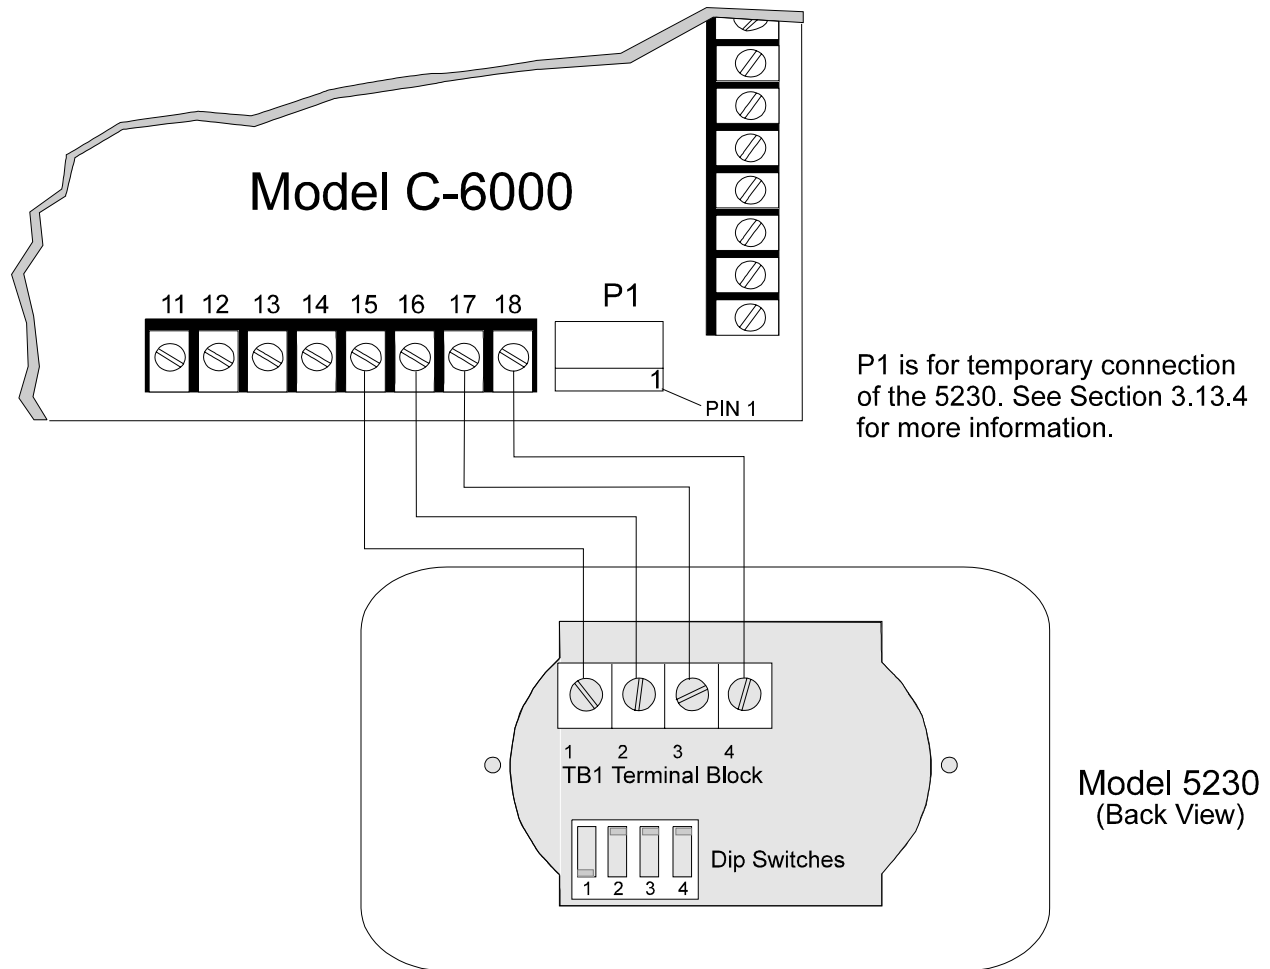 Model C-6000
11 12 13 14 15 16 17 18
P1
1
PIN 1
P1 is for temporary connection
of the 5230. See Section 3.13.4
for more information.
1 2 3 4
TB1 Terminal Block
Model 5230
(Back View)
Dip Switches
1 2 3 4